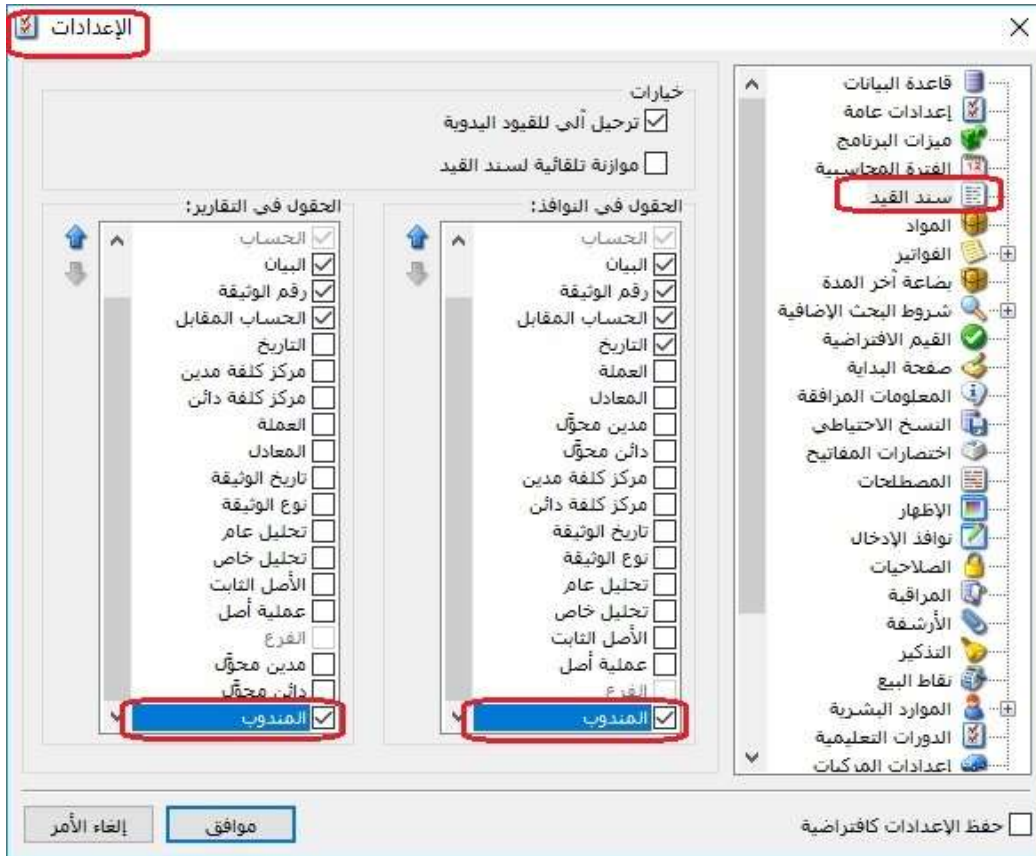 الإعدادات
قاعدة البيانات
إعدادات عامة
ميزات البرنامج
الفترة المحاسبية
سند القيد
المواد
الفواتير
بضاعة آخر المدة
شروط البحث الإضافية
القيم الافتراضية
صفحة البداية
المعلومات المرافقة
النسخ الاحتياطي
اختصارات المفاتيح
المصطلحات
الإظهار
نوافذ الإدخال
الصلاحيات
المراقبة
الأرشفة
التذكير
نقاط البيع
الموارد البشرية
الدورات التعليمية
إعدادات المركبات
خيارات
ترحيل آلي للقيود اليدوية
موازنة تلقائية لسند القيد
الحقول في النوافذ:
الحساب
البيان
رقم الوثيقة
الحساب المقابل
التاريخ
العملة
المعادل
مدين محوَّل
دائن محوَّل
مركز كلفة مدين
مركز كلفة دائن
تاريخ الوثيقة
نوع الوثيقة
تحليل عام
تحليل خاص
الأصل الثابت
عملية أصل
الفرع
المندوب
الحقول في التقارير:
الحساب
البيان
رقم الوثيقة
الحساب المقابل
التاريخ
مركز كلفة مدين
مركز كلفة دائن
العملة
المعادل
تاريخ الوثيقة
نوع الوثيقة
تحليل عام
تحليل خاص
الأصل الثابت
عملية أصل
الفرع
مدين محوَّل
دائن محوَّل
المندوب
حفظ الإعدادات كافتراضية
موافق
إلغاء الأمر